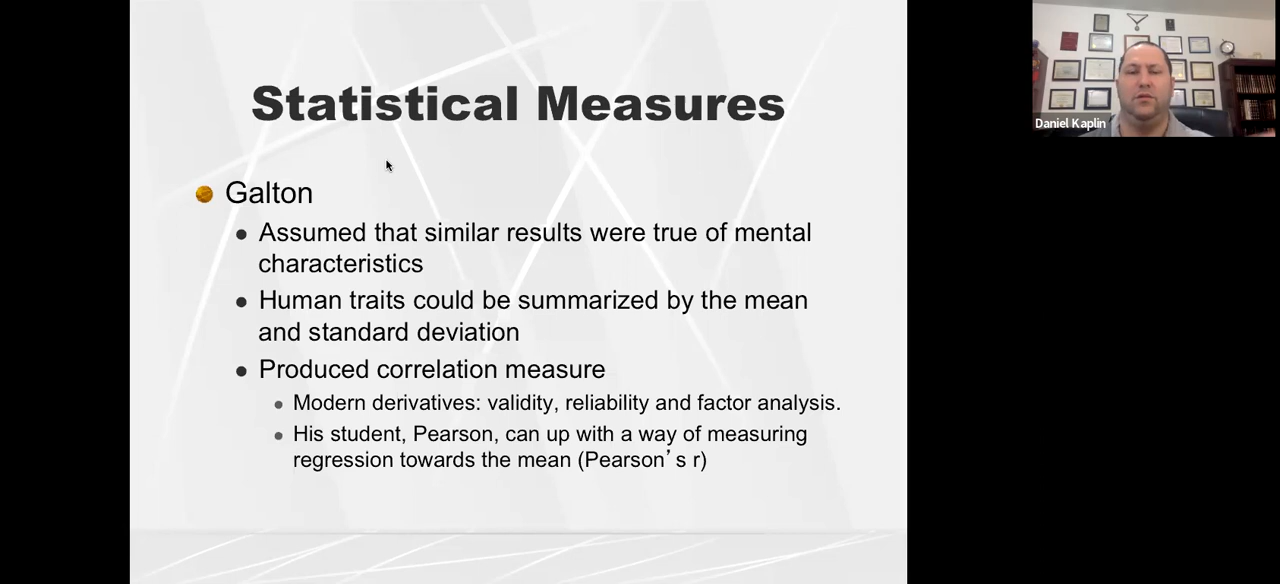 Statistical Measures
Daniel Kaplin
Galton
Assumed that similar results were true of mental
characteristics
Human traits could be summarized by the mean
and standard deviation
Produced correlation measure
Modern derivatives: validity, reliability and factor analysis.
His student, Pearson, can up with a way of measuring
regression towards the mean (Pearson’s r)